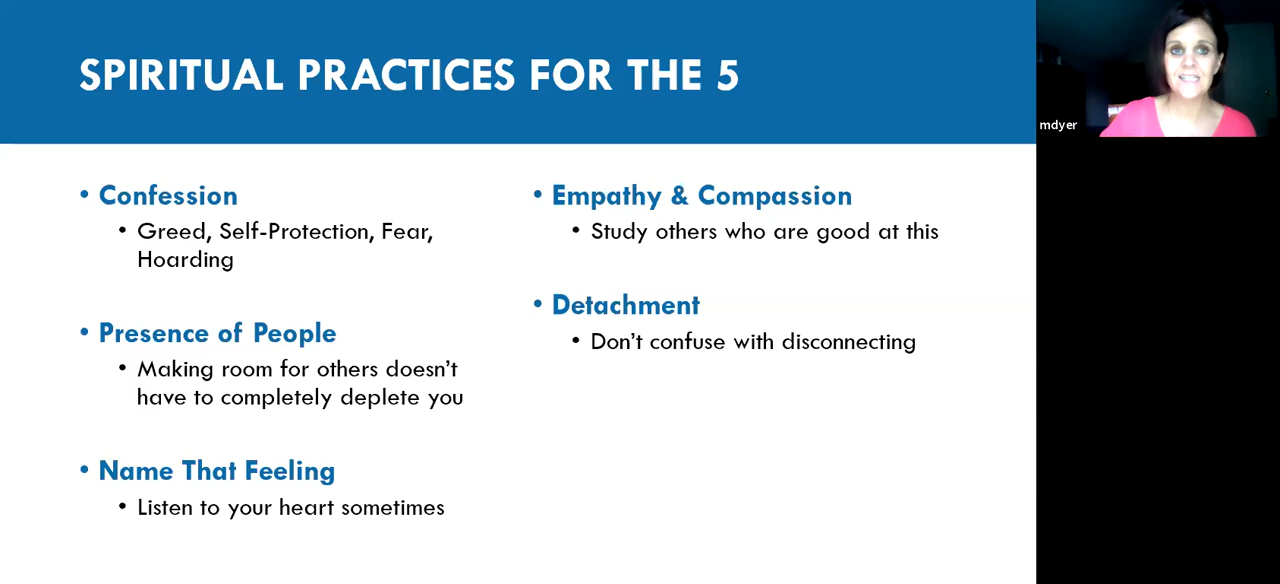 SPIRITUAL PRACTICES FOR THE 5
mdyer
• Confession
• Greed, Self-Protection, Fear,
Hoarding
• Presence of People
• Making room for others doesn’t
have to completely deplete you
• Name That Feeling
• Listen to your heart sometimes
• Empathy & Compassion
• Study others who are good at this
• Detachment
• Don’t confuse with disconnecting